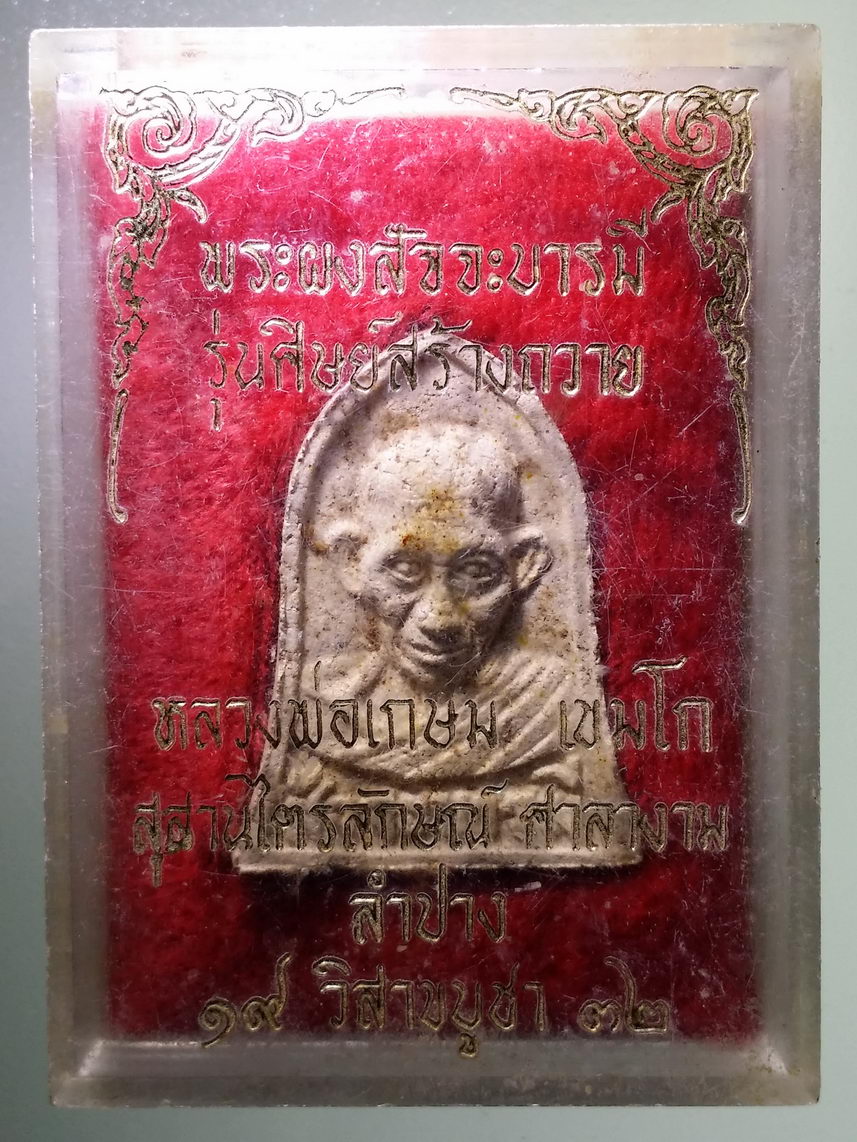 พระผงสัจจะบารมี
รุ่นศิษย์สร้างถวาย
หลวงพ่อเกษม เขมโก
สุสานไตรลักษณ์ ศาลางาม
ลำปาง
๑๙ วิสาขบูชา ๓๒